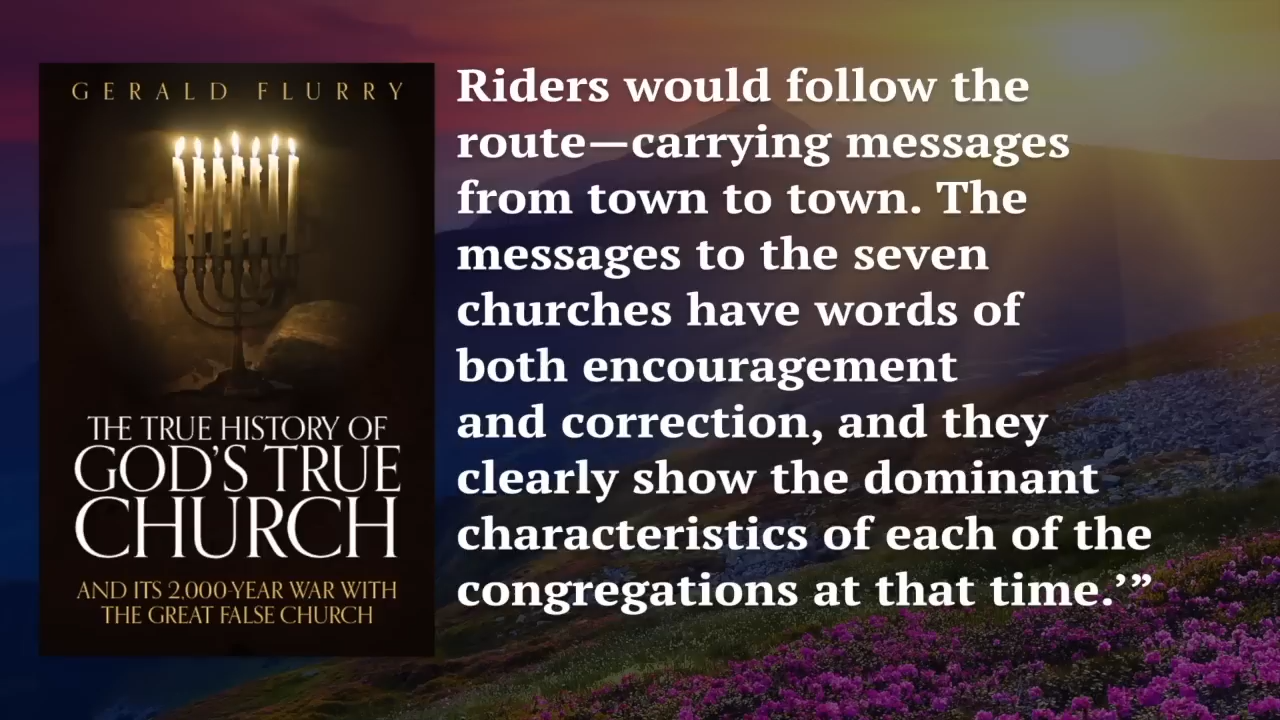 GERALD FLURRY
THE TRUE HISTORY OF
GOD'S TRUE
CHURCH
AND ITS 2,000-YEAR WAR WITH
THE GREAT FALSE CHURCH
Riders would follow the
route—carrying messages
from town to town. The
messages to the seven
churches have words of
both encouragement
and correction, and they
clearly show the dominant
characteristics of each of the
congregations at that time.’”